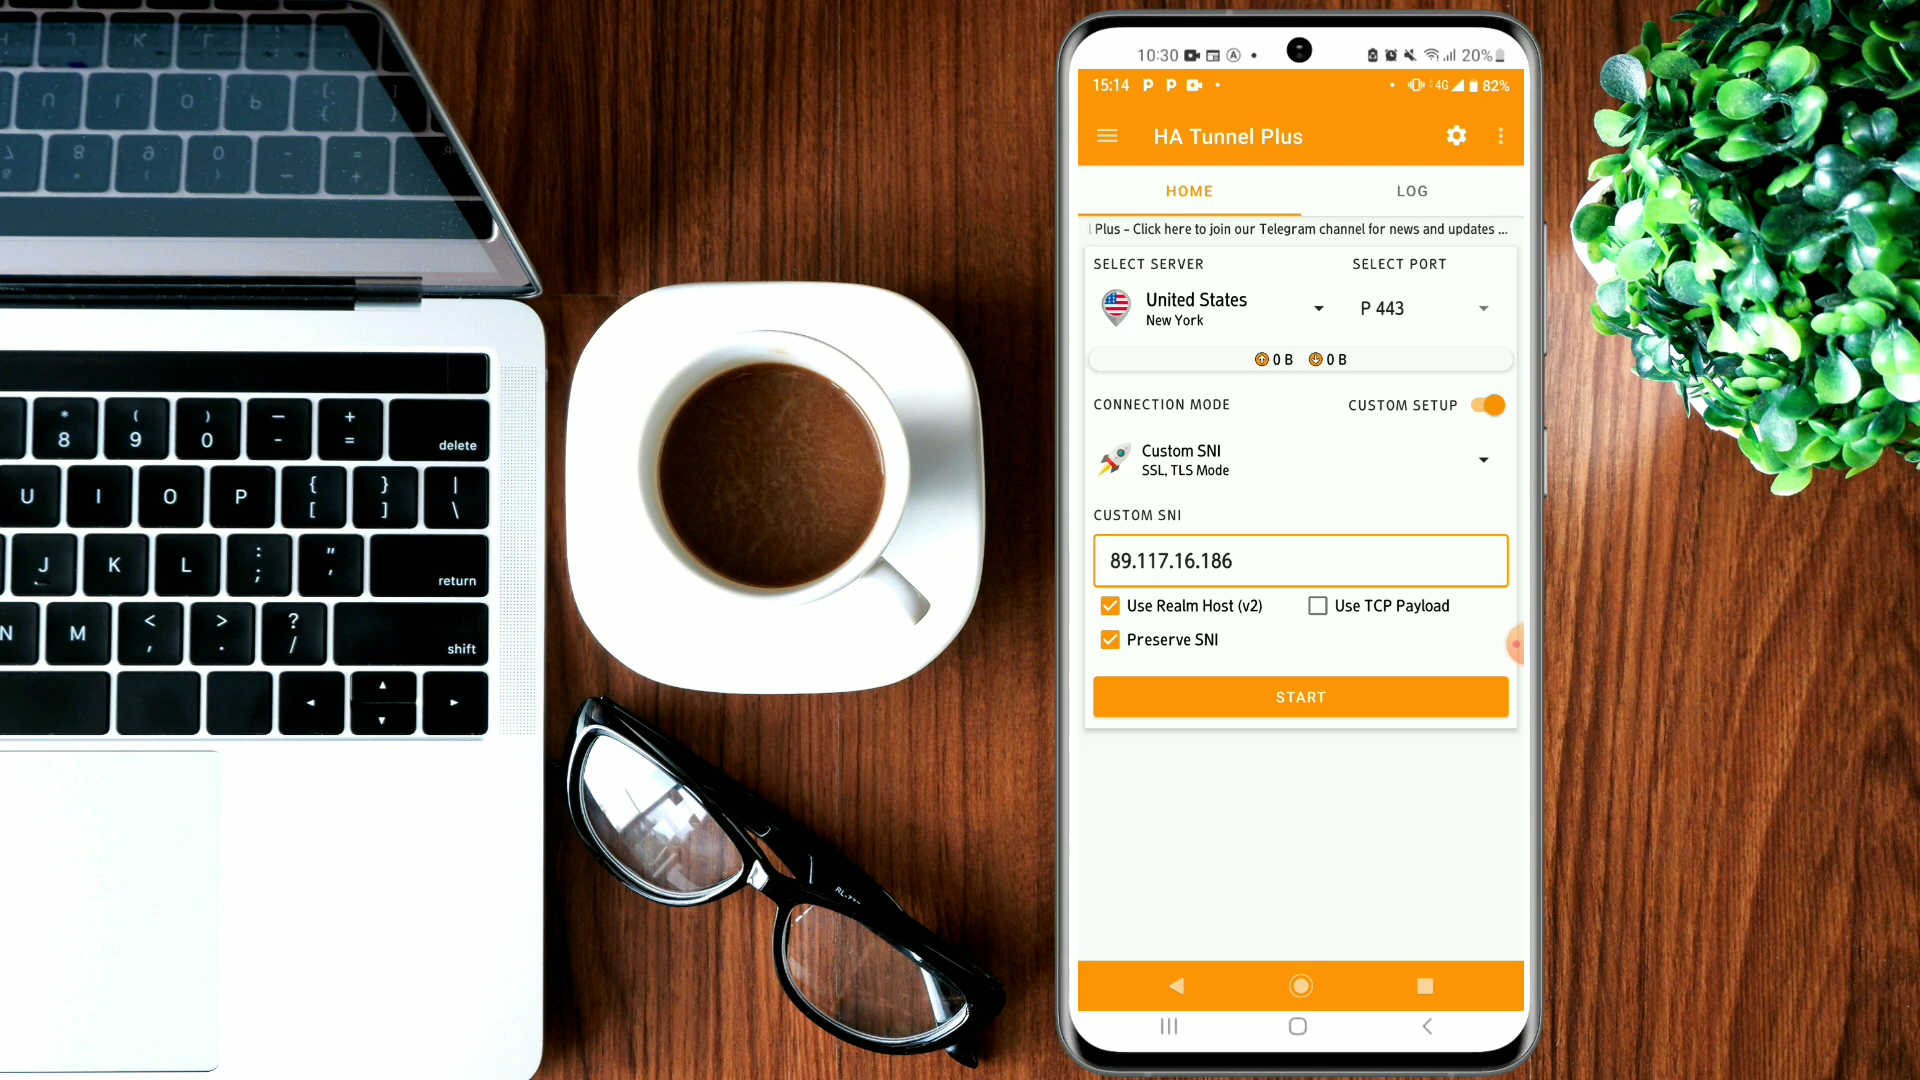 10:30
20%
15:14 P P
4G 82%
HA Tunnel Plus
HOME LOG
Plus - Click here to join our Telegram channel for news and updates ...
SELECT SERVER SELECT PORT
United States
New York
P 443
0 B 0 B
CONNECTION MODE CUSTOM SETUP
Custom SNI
SSL, TLS Mode
CUSTOM SNI
89.117.16.186
Use Realm Host (v2) Use TCP Payload
Preserve SNI
START
* 8 ( 9 ) 0 — - + = delete
U I O P { [ } ] | \
J K L : ; " ' return
N M < , > . ? / shift